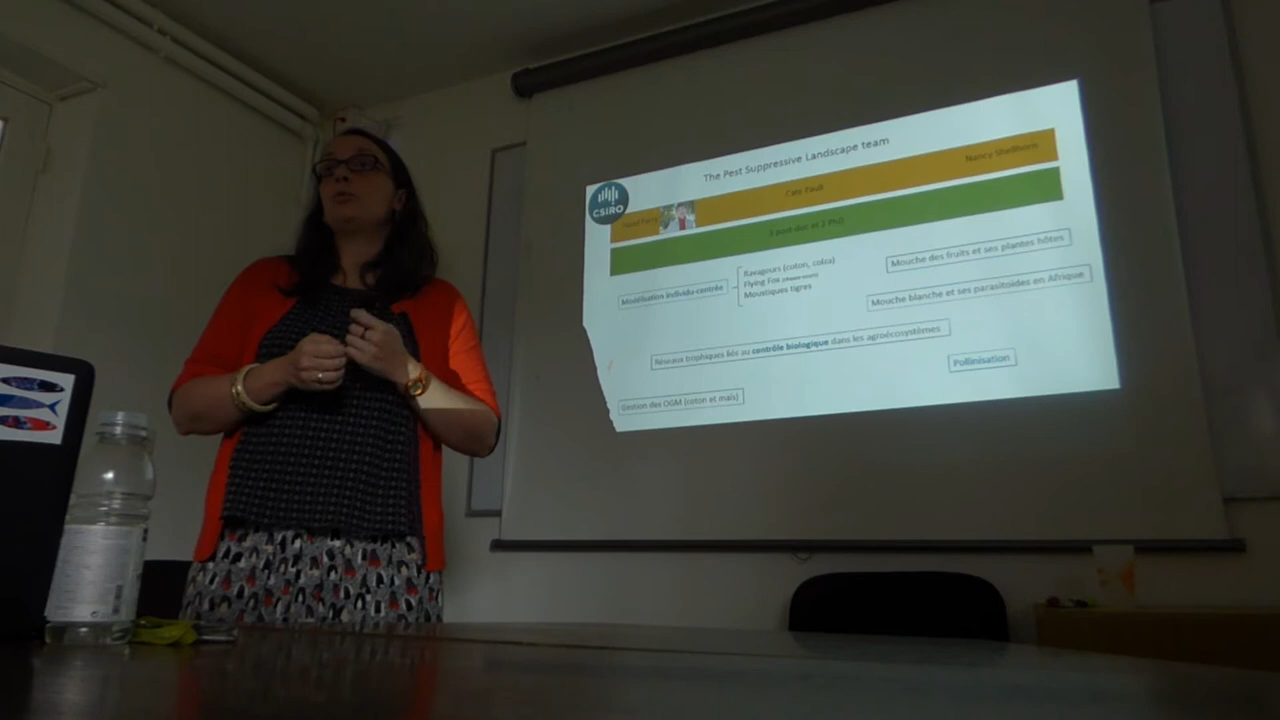 The Pest Suppressive Landscape team
CSIRO
Nancy Shellhorn
Cate Paull
Hazel Parry
3 post-doc et 3 PhD
Modélisation individu-centrée
Ravageurs (coton, colza)
Flying Fox
Moustiques tigres
Mouche des fruits et ses plantes hôtes
Mouche blanche et ses parasitoïdes en Afrique
Réseaux trophiques liés au contrôle biologique dans les agroécosystèmes
Pollinisation
Gestion des OGM (coton et maïs)